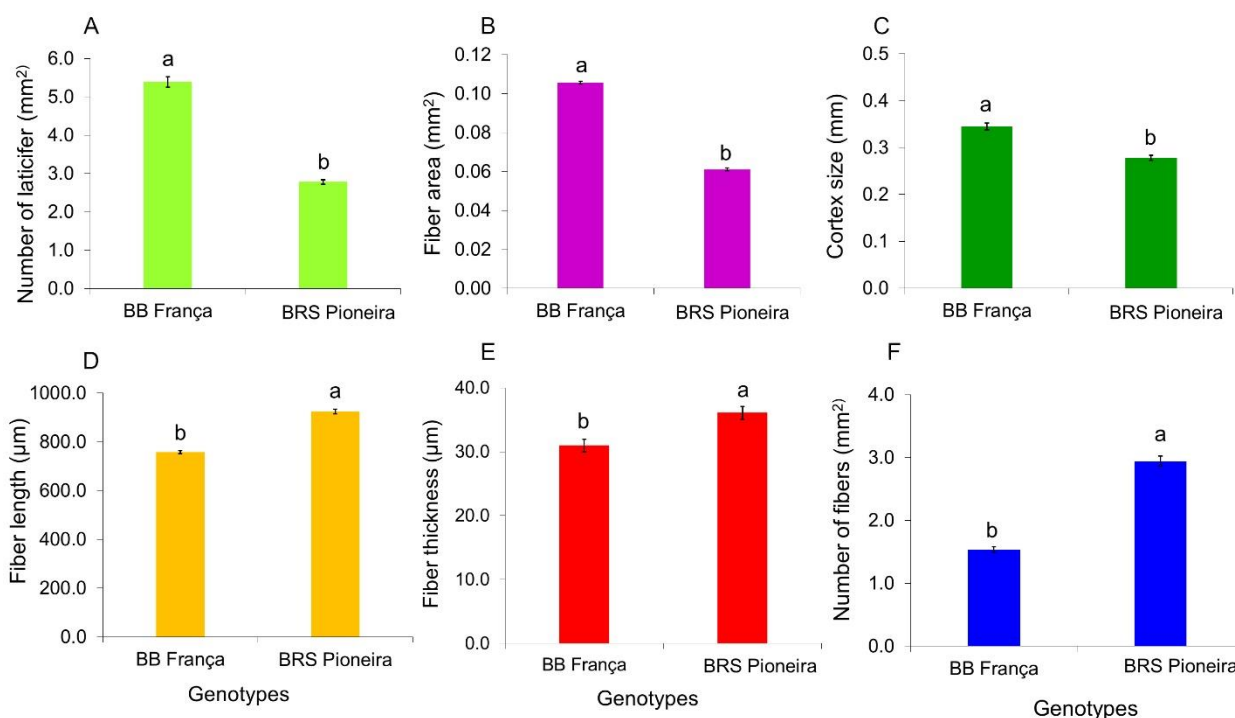 A
Number of laticifer (mm²)
6.0
5.0
4.0
3.0
2.0
1.0
0.0
a
b
BB França
BRS Pioneira
B
Fiber area (mm²)
0.12
0.10
0.08
0.06
0.04
0.02
0.00
a
b
BB França
BRS Pioneira
C
Cortex size (mm)
0.5
0.4
0.3
0.2
0.1
0.0
a
b
BB França
BRS Pioneira
D
Fiber length (µm)
1000.0
800.0
600.0
400.0
200.0
0.0
b
a
BB França
BRS Pioneira
Genotypes
E
Fiber thickness (µm)
40.0
30.0
20.0
10.0
0.0
b
a
BB França
BRS Pioneira
Genotypes
F
Number of fibers (mm²)
4.0
3.0
2.0
1.0
0.0
b
a
BB França
BRS Pioneira
Genotypes